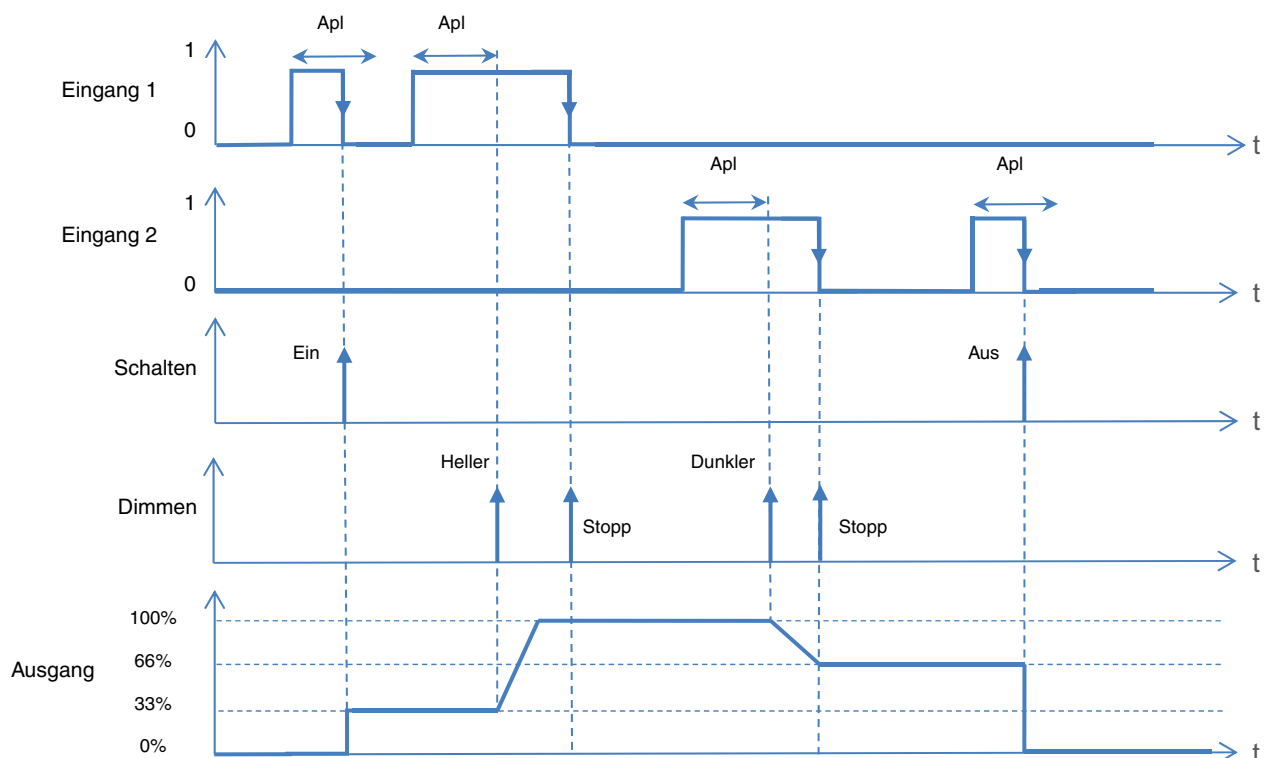 Apl
Apl
1
Eingang 1
0
t
Apl
Apl
1
Eingang 2
0
t
Ein
Aus
Schalten
t
Heller
Dunkler
Dimmen
Stopp
Stopp
t
100%
66%
Ausgang
33%
0%
t